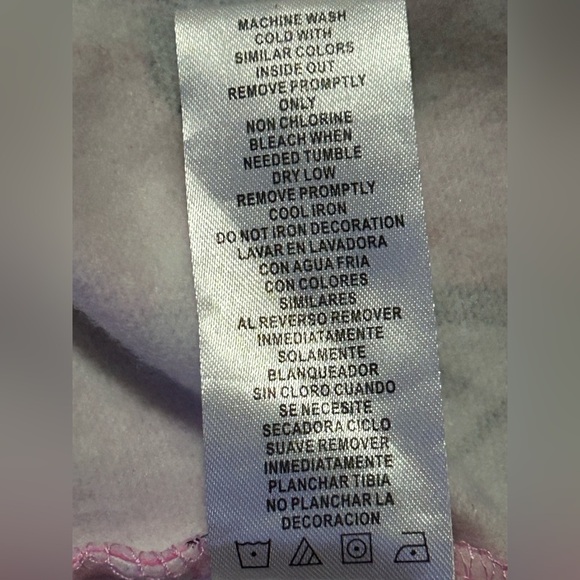 MACHINE WASH
COLD WITH
SIMILAR COLORS
INSIDE OUT
REMOVE PROMPTLY
ONLY
NON CHLORINE
BLEACH WHEN
NEEDED TUMBLE
DRY LOW
REMOVE PROMPTLY
COOL IRON
DO NOT IRON DECORATION
LAVAR EN LAVADORA
CON AGUA FRIA
CON COLORES
SIMILARES
AL REVERSO REMOVER
INMEDIATAMENTE
SOLAMENTE
BLANQUEADOR
SIN CLORO CUANDO
SE NECESITE
SECADORA CICLO
SUAVE REMOVER
INMEDIATAMENTE
PLANCHAR TIBIA
NO PLANCHAR LA
DECORACION